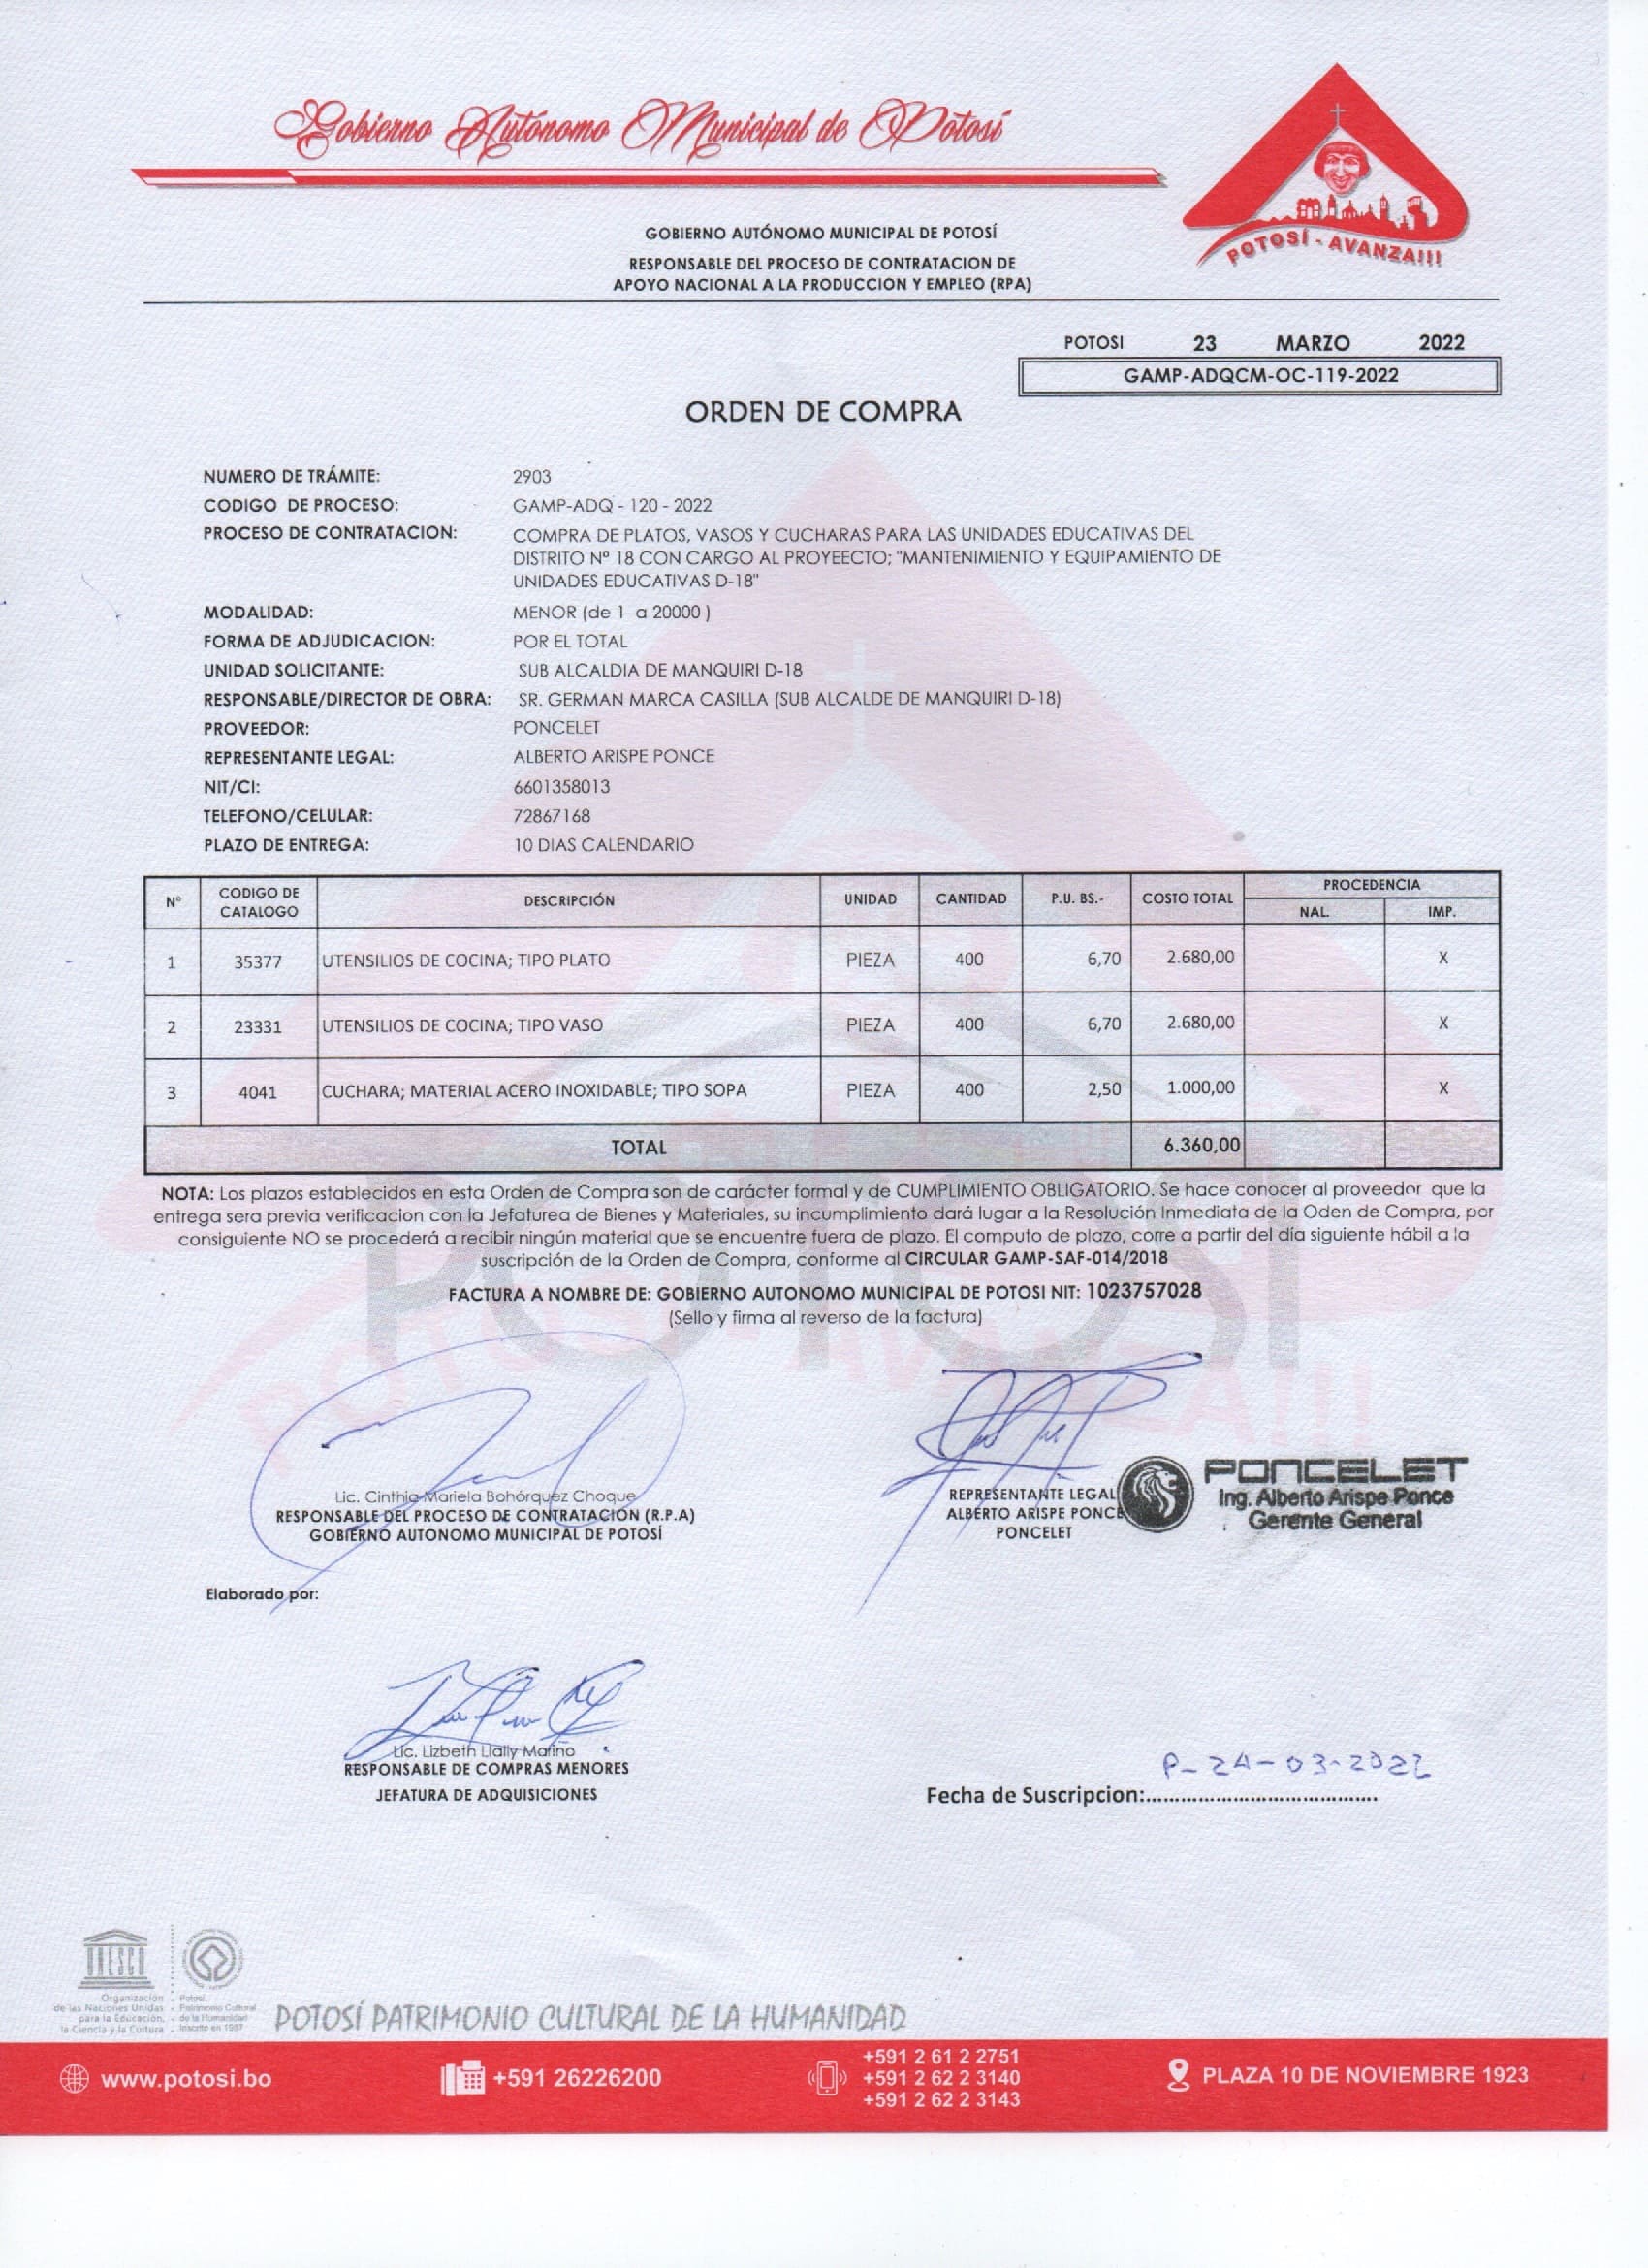 Gobierno Autónomo Municipal de Potosí
POTOSÍ - AVANZA!!!
GOBIERNO AUTÓNOMO MUNICIPAL DE POTOSÍ
RESPONSABLE DEL PROCESO DE CONTRATACION DE
APOYO NACIONAL A LA PRODUCCION Y EMPLEO (RPA)
POTOSI 23 MARZO 2022
GAMP-ADQCM-OC-119-2022
ORDEN DE COMPRA
NUMERO DE TRÁMITE: 2903
CODIGO DE PROCESO: GAMP-ADQ - 120 - 2022
PROCESO DE CONTRATACION: COMPRA DE PLATOS, VASOS Y CUCHARAS PARA LAS UNIDADES EDUCATIVAS DEL
DISTRITO Nº 18 CON CARGO AL PROYEECTO; "MANTENIMIENTO Y EQUIPAMIENTO DE
UNIDADES EDUCATIVAS D-18"
MODALIDAD: MENOR (de 1 a 20000 )
FORMA DE ADJUDICACION: POR EL TOTAL
UNIDAD SOLICITANTE: SUB ALCALDIA DE MANQUIRI D-18
RESPONSABLE/DIRECTOR DE OBRA: SR. GERMAN MARCA CASILLA (SUB ALCALDE DE MANQUIRI D-18)
PROVEEDOR: PONCELET
REPRESENTANTE LEGAL: ALBERTO ARISPE PONCE
NIT/CI: 6601358013
TELEFONO/CELULAR: 72867168
PLAZO DE ENTREGA: 10 DIAS CALENDARIO
Nº CODIGO DE CATALOGO DESCRIPCIÓN UNIDAD CANTIDAD P.U. BS.- COSTO TOTAL PROCEDENCIA
NAL. IMP.
1 35377 UTENSILIOS DE COCINA; TIPO PLATO PIEZA 400 6,70 2.680,00 X
2 23331 UTENSILIOS DE COCINA; TIPO VASO PIEZA 400 6,70 2.680,00 X
3 4041 CUCHARA; MATERIAL ACERO INOXIDABLE; TIPO SOPA PIEZA 400 2,50 1.000,00 X
TOTAL 6.360,00
NOTA: Los plazos establecidos en esta Orden de Compra son de carácter formal y de CUMPLIMIENTO OBLIGATORIO. Se hace conocer al proveedor que la
entrega sera previa verificacion con la Jefaturea de Bienes y Materiales, su incumplimiento dará lugar a la Resolución Inmediata de la Oden de Compra, por
consiguiente NO se procederá a recibir ningún material que se encuentre fuera de plazo. El computo de plazo, corre a partir del día siguiente hábil a la
suscripción de la Orden de Compra, conforme al CIRCULAR GAMP-SAF-014/2018
FACTURA A NOMBRE DE: GOBIERNO AUTONOMO MUNICIPAL DE POTOSI NIT: 1023757028
(Sello y firma al reverso de la factura)
Lic. Cinthia Mariela Bohórquez Choque
RESPONSABLE DEL PROCESO DE CONTRATACIÓN (R.P.A)
GOBIERNO AUTONOMO MUNICIPAL DE POTOSÍ
REPRESENTANTE LEGAL
ALBERTO ARISPE PONCE
PONCELET
PONCELET
Ing. Alberto Arispe Ponce
Gerente General
Elaborado por:
Lic. Lizbeth Llally Mariño
RESPONSABLE DE COMPRAS MENORES
JEFATURA DE ADQUISICIONES
P- 24-03-2022
Fecha de Suscripcion:........................................
UNESCO
Organización
de las Naciones Unidas
para la Educación,
la Ciencia y la Cultura
Potosí,
Patrimonio Cultural
de la Humanidad
Inscrito en 1987
POTOSÍ PATRIMONIO CULTURAL DE LA HUMANIDAD
www.potosi.bo
+591 26226200
+591 2 61 2 2751
+591 2 62 2 3140
+591 2 62 2 3143
PLAZA 10 DE NOVIEMBRE 1923